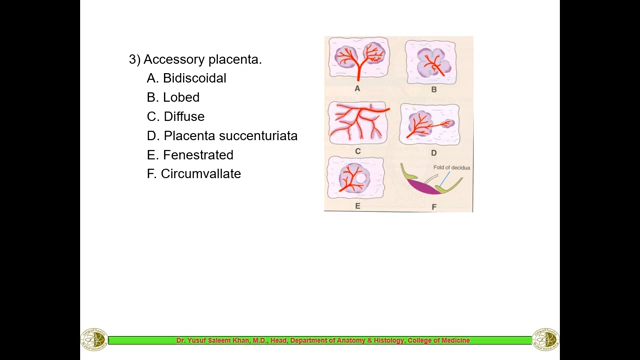 3) Accessory placenta.
A. Bidiscoidal
B. Lobed
C. Diffuse
D. Placenta succenturiata
E. Fenestrated
F. Circumvallate
A
B
C
D
Fold of decidua
E
F
Dr. Yusuf Saleem Khan, M.D., Head, Department of Anatomy & Histology, College of Medicine